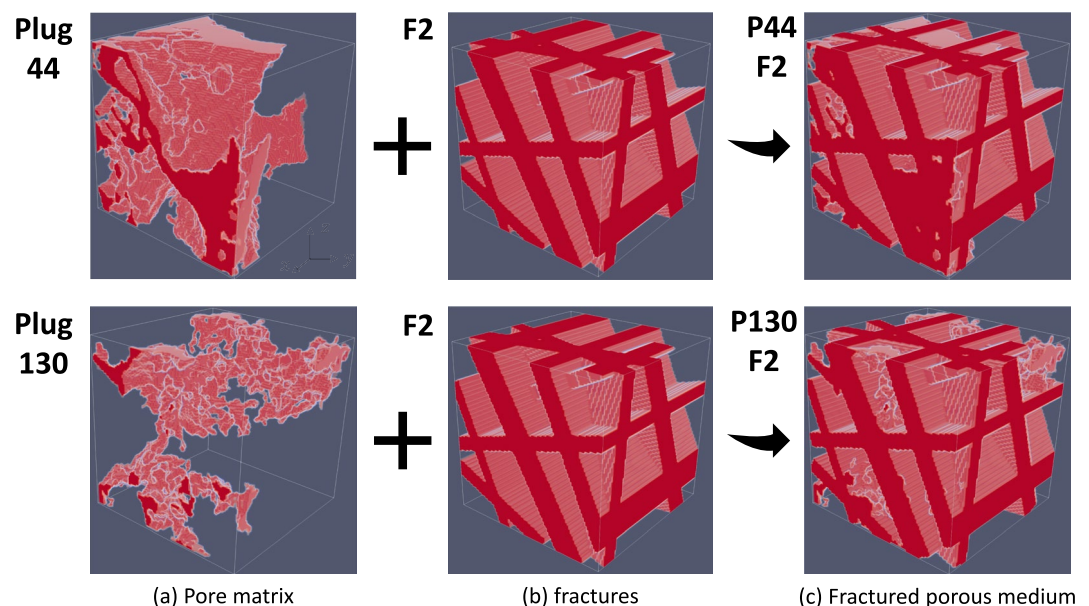 Plug
44
F2
P44
F2
Plug
130
F2
P130
F2
(a) Pore matrix
(b) fractures
(c) Fractured porous medium